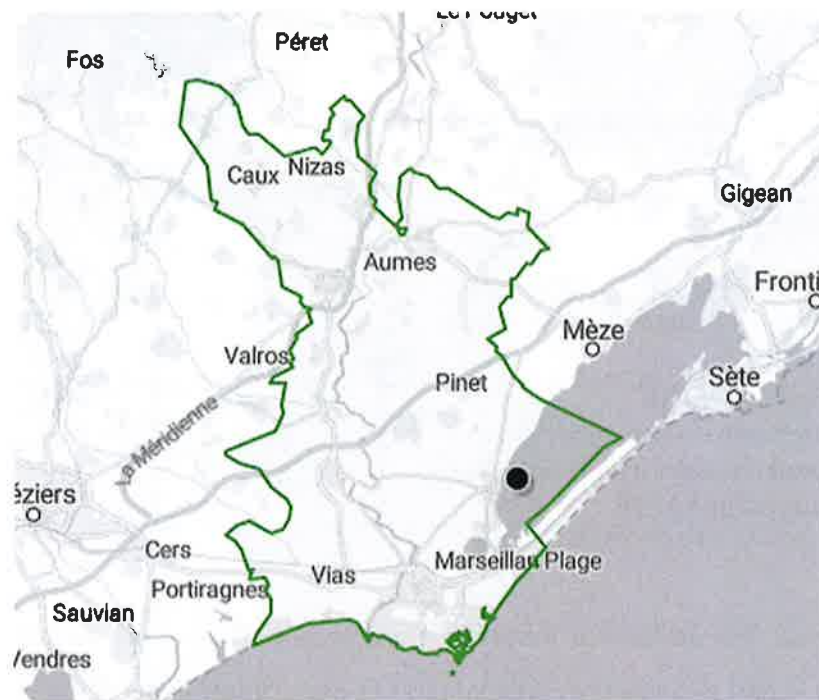 Péret
Fos
Caux
Nizas
Gigean
Aumes
Fronti
Mèze
Valros
Sète
Pinet
La Méridienne
éziers
Cers
Marseillan Plage
Vias
Portiragnes
Sauvian
Vendres